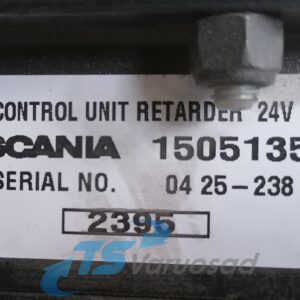 CONTROL UNIT RETARDER 24V
SCANIA 1505135
SERIAL NO. 04 25-238
2395
TS Varuosad